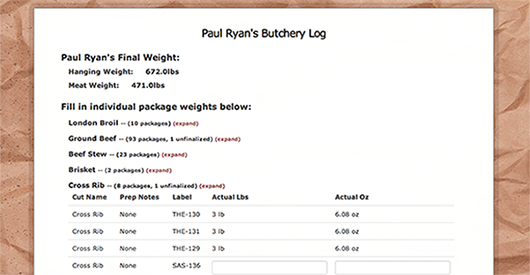 Paul Ryan's Butchery Log
Paul Ryan's Final Weight:
Hanging Weight: 672.0lbs
Meat Weight: 471.0lbs
Fill in individual package weights below:
London Broil -- (10 packages) (expand)
Ground Beef -- (93 packages, 1 unfinalized) (expand)
Beef Stew -- (23 packages) (expand)
Brisket -- (2 packages) (expand)
Cross Rib -- (8 packages, 1 unfinalized) (expand)
Cut Name Prep Notes Label Actual Lbs Actual Oz
Cross Rib None THE-130 3 lb 6.08 oz
Cross Rib None THE-131 3 lb 6.08 oz
Cross Rib None THE-129 3 lb 6.08 oz
Cross Rib None SAS-136